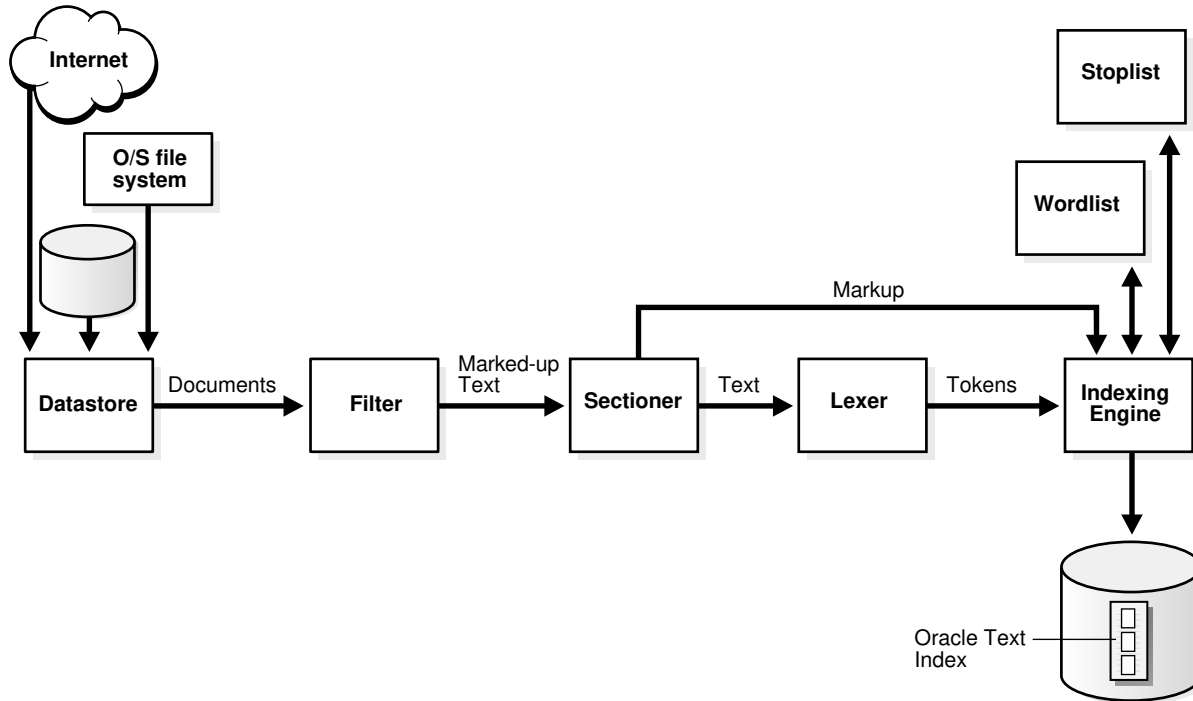 Internet
Stoplist
O/S file
system
Wordlist
Markup
Marked-up
Text
Documents
Text
Tokens
Datastore
Filter
Sectioner
Lexer
Indexing
Engine
Oracle Text
Index